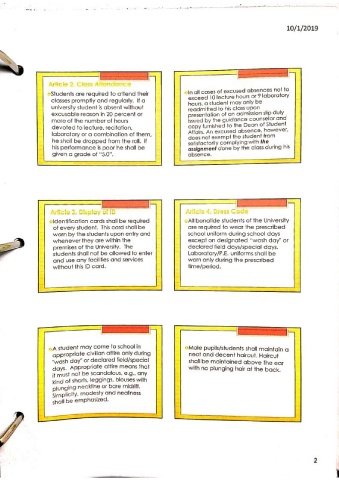 10/1/2019
Article 2. Class Attendance
Students are required to attend their
classes promptly and regularly. If a
university student is absent without
excusable reason in 20 percent or
more of the number of hours
devoted to lecture, recitation,
laboratory or a combination of them,
he shall be dropped from the roll. If
his performance is poor he shall be
given a grade of "5.0".
In all cases of excused absences not to
exceed 10 lecture hours or 9 laboratory
hours, a student may only be
readmitted to his class upon
presentation of an admission slip duly
issued by the guidance counselor and
copy furnished to the Dean of Student
Affairs. An excused absence, however,
does not exempt the student from
satisfactorily complying with the
assignment done by the class during his
absence.
Article 3. Display of ID
Identification cards shall be required
of every student. This card shall be
worn by the students upon entry and
whenever they are within the
premises of the University. The
students shall not be allowed to enter
and use any facilities and services
without this ID card.
Article 4. Dress Code
All bonafide students of the University
are required to wear the prescribed
school uniform during school days
except on designated "wash day" or
declared field days/special days.
Laboratory/P.E. uniforms shall be
worn only during the prescribed
time/period.
A student may come to school in
appropriate civilian attire only during
"wash day" or declared field/special
days. Appropriate attire means that
it must not be scandalous, e.g., any
kind of shorts, leggings, blouses with
plunging neckline or bare midriff.
Simplicity, modesty and neatness
shall be emphasized.
Male pupils/students shall maintain a
neat and decent haircut. Haircut
shall be maintained above the ear
with no plunging hair at the back.
2